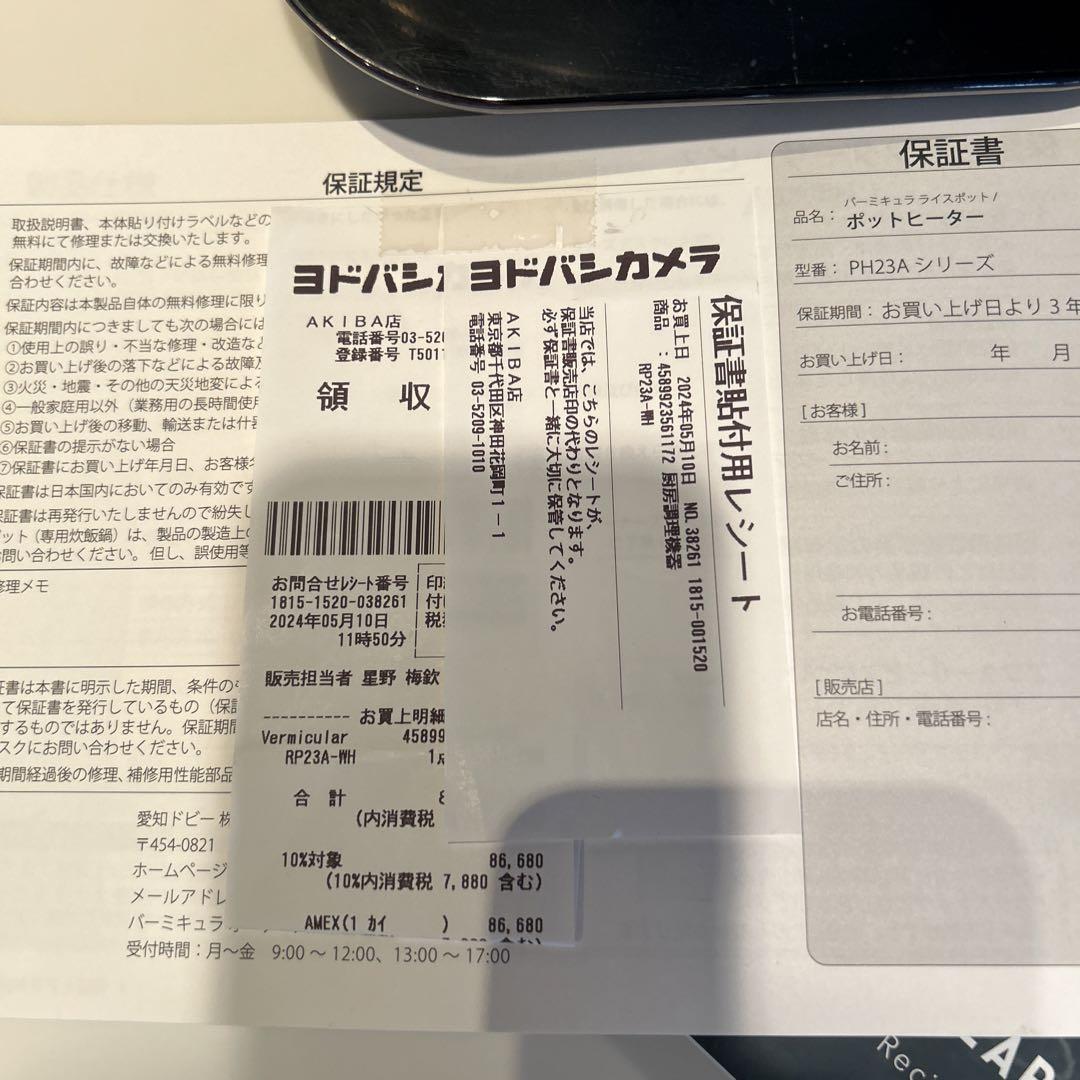 保証規定
取扱説明書、本体貼り付けラベルなどの
無料にて修理または交換いたします。
保証期間内に、故障などによる無料修理
合わせください。
保証内容は本製品自体の無料修理に限り
保証期間内につきましても次の場合には
①使用上の誤り・不当な修理・改造など
②お買い上げ後の落下などによる故障及
③火災・地震・その他の天災地変による
④一般家庭用以外（業務用の長時間使用
⑤お買い上げ後の移動、輸送または什器
⑥保証書の提示がない場合
⑦保証書にお買い上げ年月日、お客様名
保証書は日本国内においてのみ有効です
保証書は再発行いたしませんので紛失し
ット（専用炊飯鍋）は、製品の製造上の
お問い合わせください。但し、誤使用等
修理メモ
証書は本書に明示した期間、条件の
て保証書を発行しているもの（保証
するものではありません。保証期間
スクにお問い合わせください。
期間経過後の修理、補修用性能部品
愛知ドビー 株
〒454-0821
ホームページ
メールアドレ
バーミキュラ
受付時間：月～金 9:00 ～ 12:00、13:00 ～ 17:00
ヨドバシカ
AKIBA店
電話番号03-520
登録番号 T5011
領 収
お問合せﾚｼｰﾄ番号
1815-1520-038261
2024年05月10日
11時50分
印
付
税
販売担当者 星野 梅欽
---------- お買上明細
Vermicular 45899
RP23A-WH 1点
合 計 8
(内消費税
10%対象 86,680
(10%内消費税 7,880 含む)
AMEX(1 ｶｲ ) 86,680
ヨドバシカメラ
保証書貼付用レシート
お買上日 2024年05月10日 NO.38261 1815-001520
商品 ：4589923561172 厨房調理機器
RP23A-WH
当店では、こちらのレシートが、
保証書販売店印の代わりとなります。
必ず保証書と一緒に大切に保管してください。
AKIBA店
東京都千代田区神田花岡町1－1
電話番号 03-5209-1010
保証書
品名： バーミキュラ ライスポット /
ポットヒーター
型番： PH23A シリーズ
保証期間：お買い上げ日より 3 年
お買い上げ日： 年 月
[お客様]
お名前：
ご住所：
お電話番号：
[販売店]
店名・住所・電話番号：
Reci